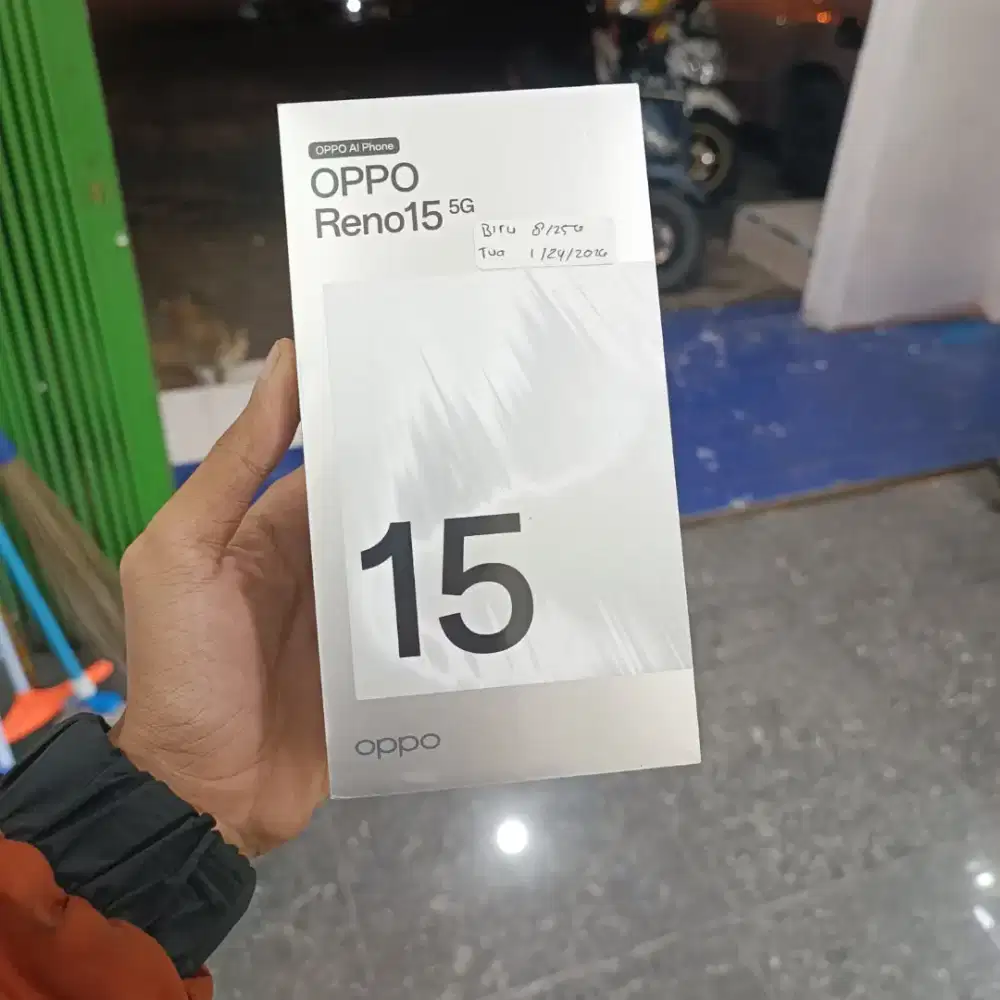 OPPO AI Phone
OPPO
Reno15 5G
Biru 8/256
Tua 1/24/2026
15
oppo